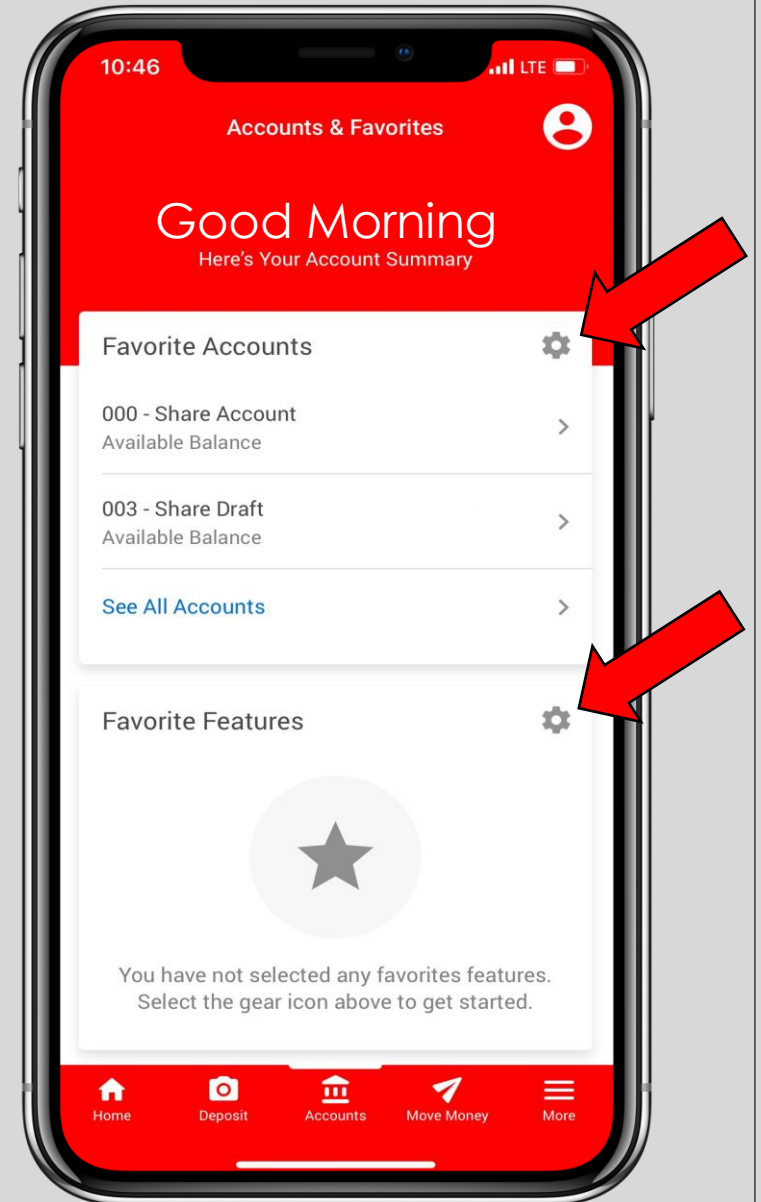 10:46
LTE
Accounts & Favorites
Good Morning
Here's Your Account Summary
Favorite Accounts
000 - Share Account
Available Balance
003 - Share Draft
Available Balance
See All Accounts
Favorite Features
You have not selected any favorites features.
Select the gear icon above to get started.
Home
Deposit
Accounts
Move Money
More